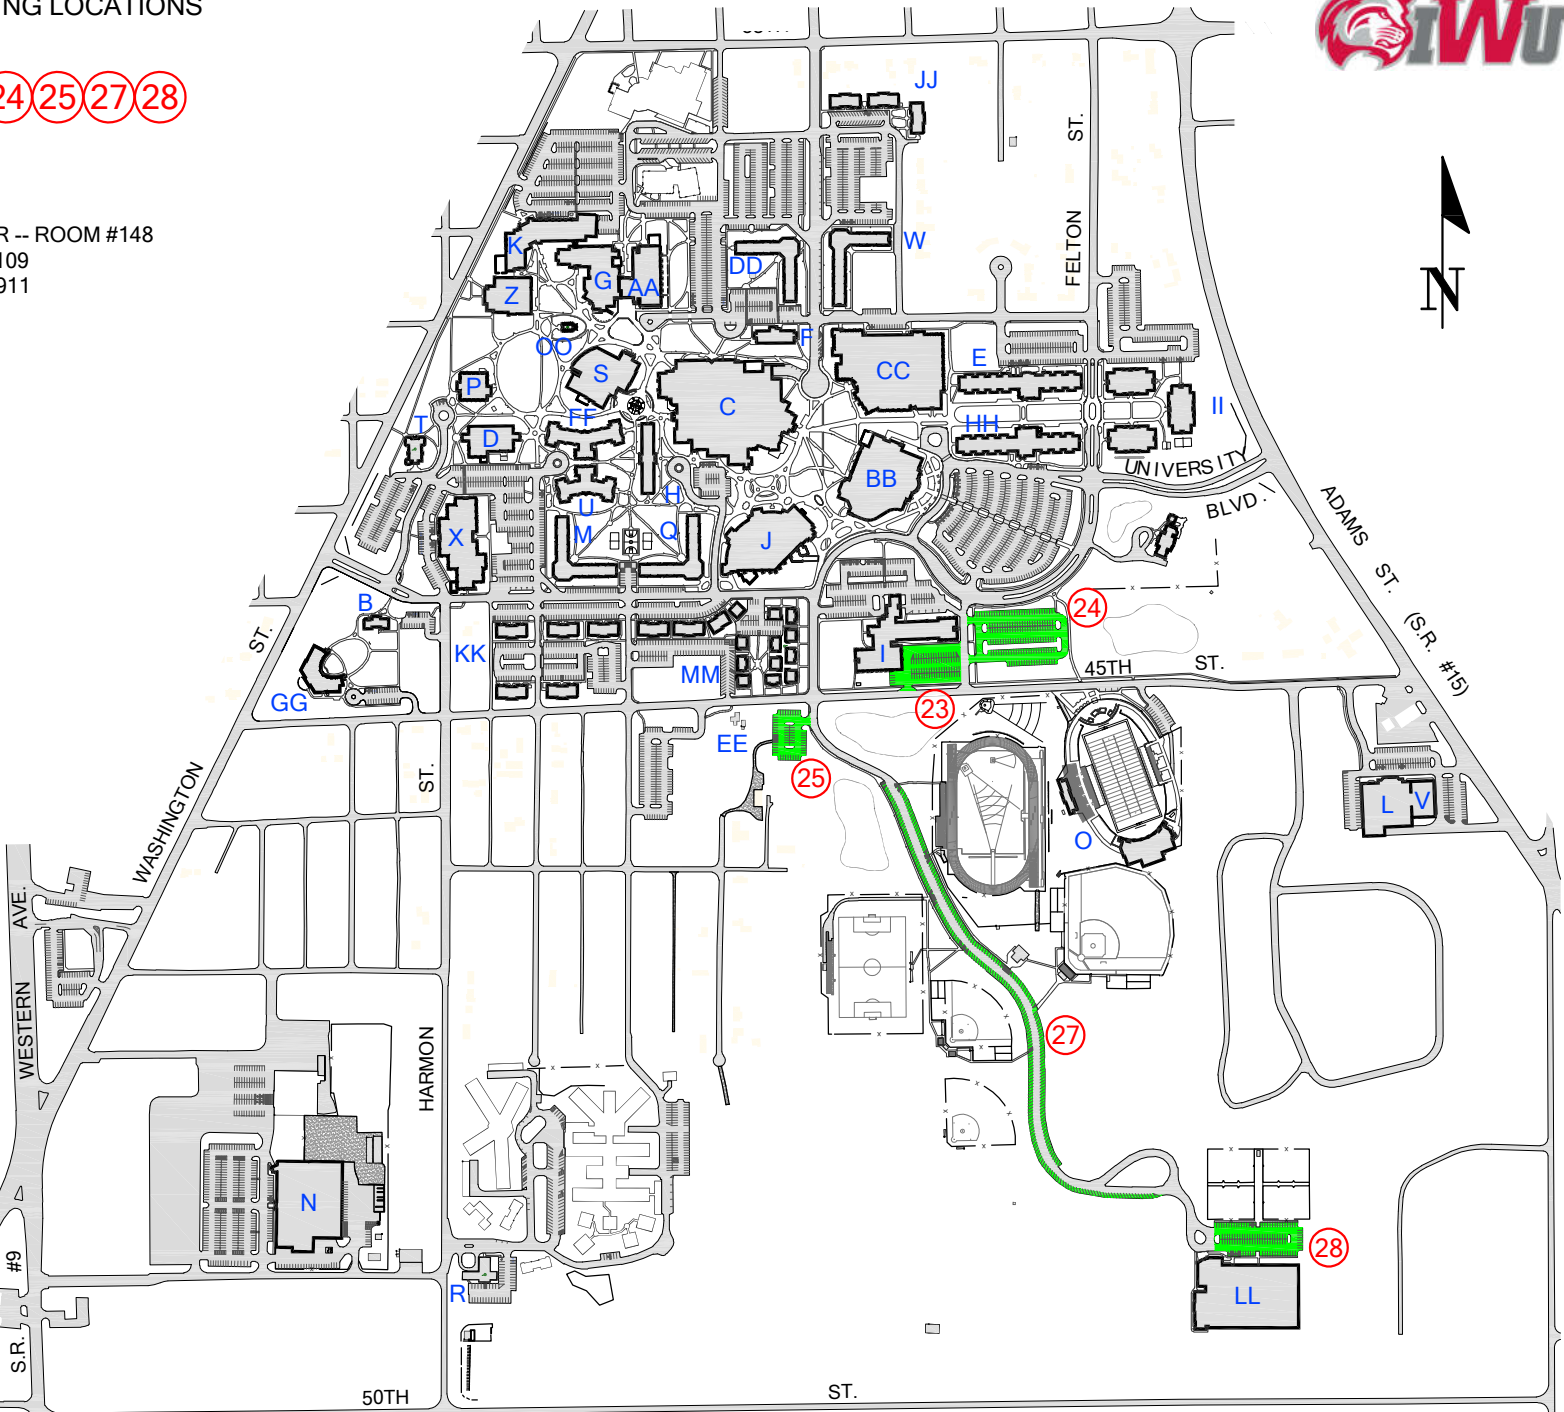 NG LOCATIONS
IWU
24 25 27 28
R -- ROOM #148
109
911
JJ
FELTON ST.
N
K
W
DD
G
AA
Z
OO
F
E
CC
S
P
C
II
T
FF
HH
D
UNIVERSITY BLVD.
BB
H
U
M
Q
X
J
ADAMS ST. (S.R. #15)
B
24
ST.
KK
I
MM
45TH ST.
GG
23
EE
25
WASHINGTON
ST.
L
V
O
WESTERN AVE.
27
HARMON
N
28
#9
S.R.
R
LL
50TH ST.